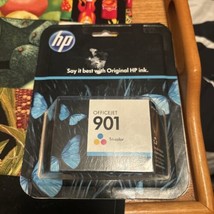 hp
Say it best with Original HP ink.
OFFICEJET
901
Tri-color